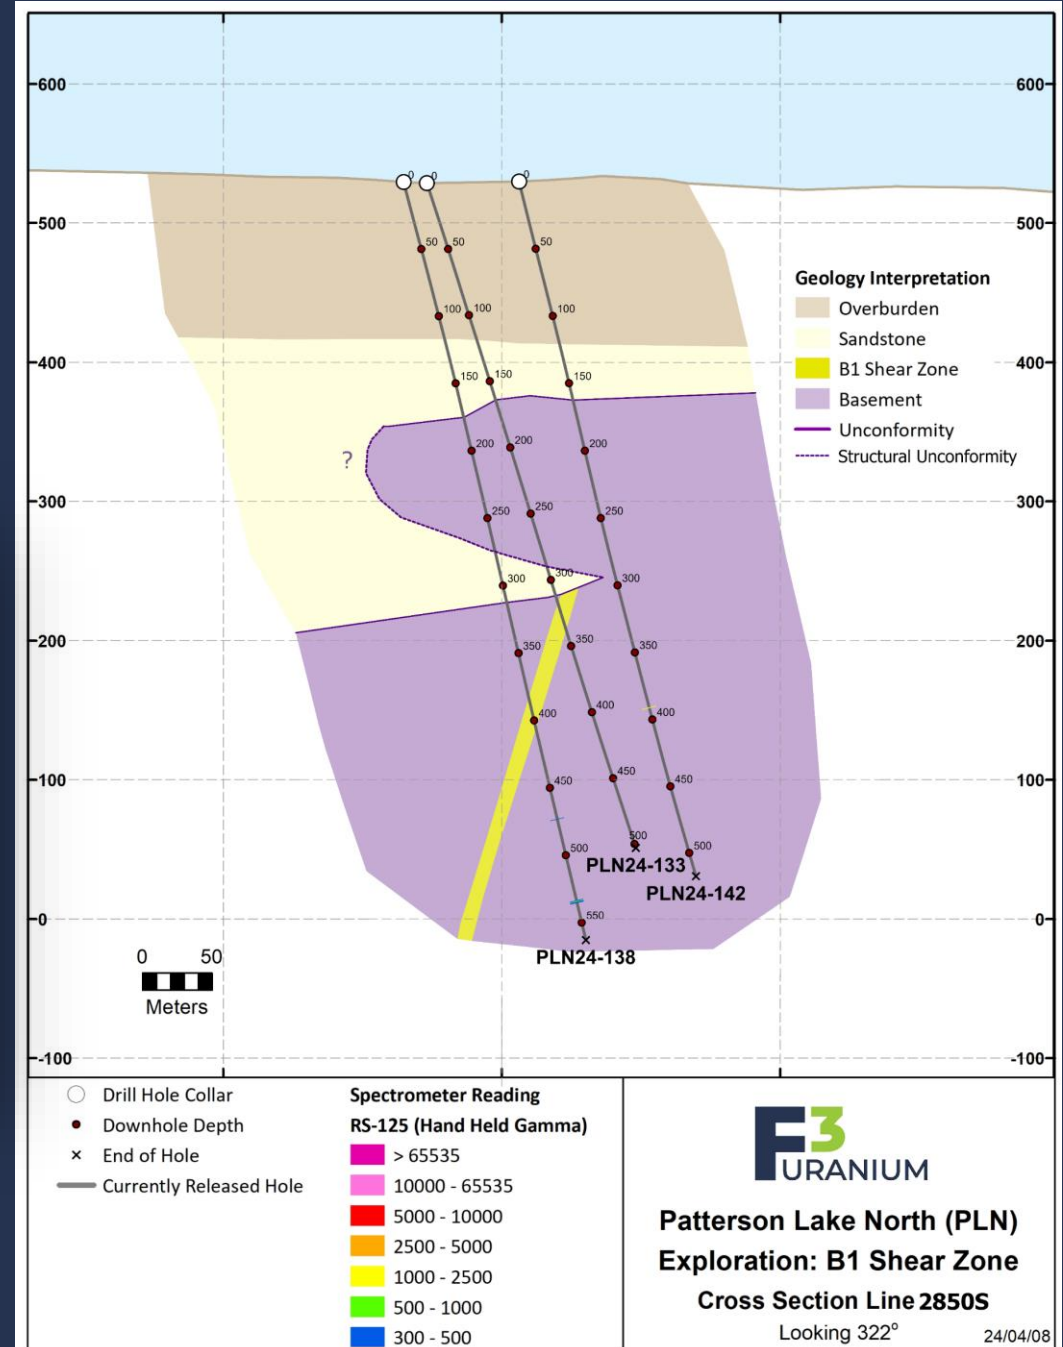 600
600
0
0
0
500
500
50
50
50
100
100
100
Geology Interpretation
Overburden
Sandstone
B1 Shear Zone
Basement
Unconformity
Structural Unconformity
400
400
150
150
150
200
200
200
?
300
300
250
250
250
300
300
300
200
200
350
350
350
400
400
400
100
100
450
450
450
500
500
500
PLN24-133
PLN24-142
0
0
550
PLN24-138
0 50
Meters
-100
-100
Drill Hole Collar
Downhole Depth
End of Hole
Currently Released Hole
Spectrometer Reading
RS-125 (Hand Held Gamma)
> 65535
10000 - 65535
5000 - 10000
2500 - 5000
1000 - 2500
500 - 1000
300 - 500
F3
URANIUM
Patterson Lake North (PLN)
Exploration: B1 Shear Zone
Cross Section Line 2850S
Looking 322°
24/04/08